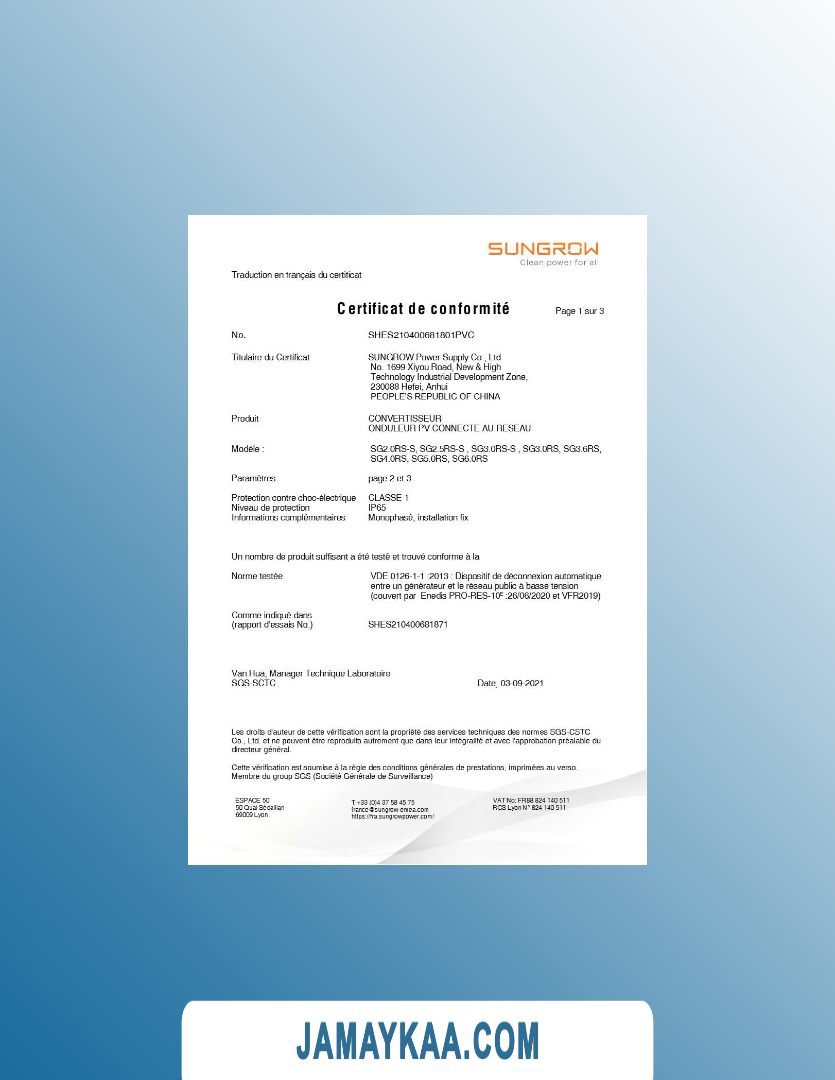 SUNGROW
Clean power for all
Traduction en français du certificat
Certificat de conformité
Page 1 sur 3
No. SHES210400681801PVC
Titulaire du Certificat SUNGROW Power Supply Co., Ltd
No. 1699 Xiyou Road, New & High
Technology Industrial Development Zone,
230088 Hefei, Anhui
PEOPLE'S REPUBLIC OF CHINA
Produit CONVERTISSEUR
ONDULEUR PV CONNECTE AU RESEAU
Modèle : SG2.0RS-S, SG2.5RS-S , SG3.0RS-S , SG3.0RS, SG3.6RS,
SG4.0RS, SG5.0RS, SG6.0RS
Paramètres page 2 et 3
Protection contre choc-électrique CLASSE 1
Niveau de protection IP65
Informations complémentaires Monophasé, installation fix
Un nombre de produit suffisant a été testé et trouvé conforme à la
Norme testée VDE 0126-1-1 :2013 : Dispositif de déconnexion automatique
entre un générateur et le réseau public à basse tension
(couvert par Enedis PRO-RES-10ᴱ :26/06/2020 et VFR2019)
Comme indiqué dans
(rapport d'essais No.) SHES210400681871
Van Hua, Manager Technique Laboratoire
SGS-SCTC Date, 03-09-2021
Les droits d'auteur de cette vérification sont la propriété des services techniques des normes SGS-CSTC
Co., Ltd. et ne peuvent être reproduits autrement que dans leur intégralité et avec l'approbation préalable du
directeur général.
Cette vérification est soumise à la régie des conditions générales de prestations, imprimées au verso.
Membre du group SGS (Société Générale de Surveillance)
ESPACE 50
50 Quai Sédallian
69009 Lyon
T +33 (0)4 37 58 45 75
france@sungrow-emea.com
https://fra.sungrowpower.com/
VAT No: FR88 824 140 511
RCS Lyon N° 824 140 511
JAMAYKAA.COM